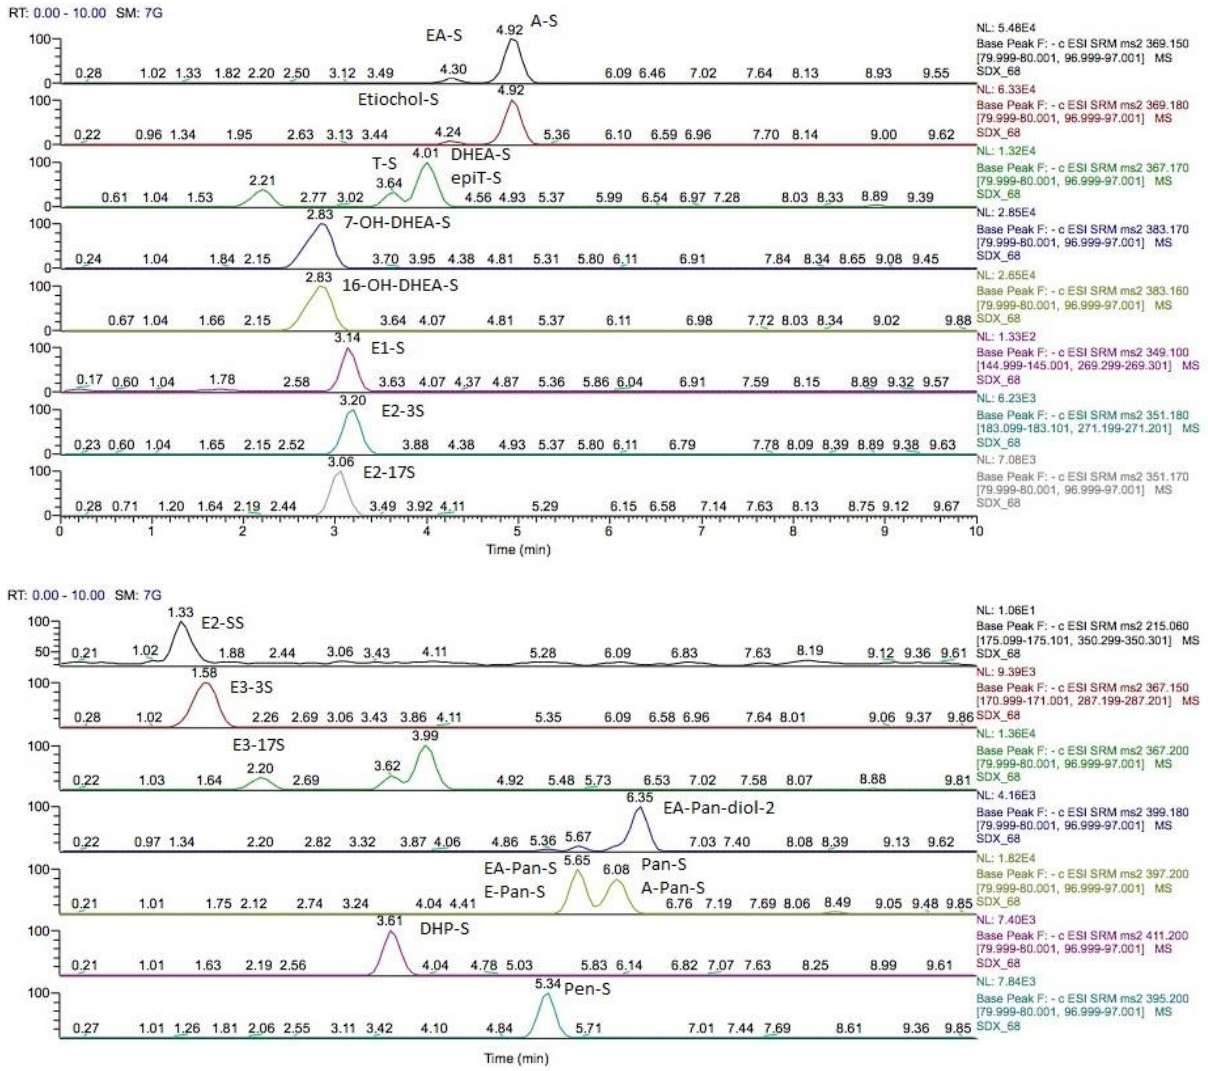 RT: 0.00 - 10.00 SM: 7G
A-S
EA-S
4.92
NL: 5.48E4
Base Peak F: - c ESI SRM ms2 369.150
[79.999-80.001, 96.999-97.001] MS
SDX_68
100
0
0.28 1.02 1.33 1.82 2.20 2.50 3.12 3.49 4.30 6.09 6.46 7.02 7.64 8.13 8.93 9.55
Etiochol-S
4.92
NL: 6.33E4
Base Peak F: - c ESI SRM ms2 369.180
[79.999-80.001, 96.999-97.001] MS
SDX_68
100
0
0.22 0.96 1.34 1.95 2.63 3.13 3.44 4.24 5.36 6.10 6.59 6.96 7.70 8.14 9.00 9.62
T-S
4.01
DHEA-S
epiT-S
NL: 1.32E4
Base Peak F: - c ESI SRM ms2 367.170
[79.999-80.001, 96.999-97.001] MS
SDX_68
100
0
0.61 1.04 1.53 2.21 2.77 3.02 3.64 4.56 4.93 5.37 5.99 6.54 6.97 7.28 8.03 8.33 8.89 9.39
2.83
7-OH-DHEA-S
NL: 2.85E4
Base Peak F: - c ESI SRM ms2 383.170
[79.999-80.001, 96.999-97.001] MS
SDX_68
100
0
0.24 1.04 1.84 2.15 3.70 3.95 4.38 4.81 5.31 5.80 6.11 6.91 7.84 8.34 8.65 9.08 9.45
2.83
16-OH-DHEA-S
NL: 2.65E4
Base Peak F: - c ESI SRM ms2 383.160
[79.999-80.001, 96.999-97.001] MS
SDX_68
100
0
0.67 1.04 1.66 2.15 3.64 4.07 4.81 5.37 6.11 6.98 7.72 8.03 8.34 9.02 9.88
3.14
E1-S
NL: 1.33E2
Base Peak F: - c ESI SRM ms2 349.100
[144.999-145.001, 269.299-269.301] MS
SDX_68
100
0
0.17 0.60 1.04 1.78 2.58 3.63 4.07 4.37 4.87 5.36 5.86 6.04 6.91 7.59 8.15 8.89 9.32 9.57
3.20
E2-3S
NL: 6.23E3
Base Peak F: - c ESI SRM ms2 351.180
[183.099-183.101, 271.199-271.201] MS
SDX_68
100
0
0.23 0.60 1.04 1.65 2.15 2.52 3.88 4.38 4.93 5.37 5.80 6.11 6.79 7.78 8.09 8.39 8.89 9.38 9.63
3.06
E2-17S
NL: 7.08E3
Base Peak F: - c ESI SRM ms2 351.170
[79.999-80.001, 96.999-97.001] MS
SDX_68
100
0
0.28 0.71 1.20 1.64 2.19 2.44 3.49 3.92 4.11 5.29 6.15 6.58 7.14 7.63 8.13 8.75 9.12 9.67
0 1 2 3 4 5 6 7 8 9 10
Time (min)
RT: 0.00 - 10.00 SM: 7G
1.33
E2-SS
NL: 1.06E1
Base Peak F: - c ESI SRM ms2 215.060
[175.099-175.101, 350.299-350.301] MS
SDX_68
100
50
0.21 1.02 1.88 2.44 3.06 3.43 4.11 5.28 6.09 6.83 7.63 8.19 9.12 9.36 9.61
1.58
E3-3S
NL: 9.39E3
Base Peak F: - c ESI SRM ms2 367.150
[170.999-171.001, 287.199-287.201] MS
SDX_68
100
0.28 1.02 2.26 2.69 3.06 3.43 3.86 4.11 5.35 6.09 6.58 6.96 7.64 8.01 9.06 9.37 9.86
E3-17S
3.99
NL: 1.36E4
Base Peak F: - c ESI SRM ms2 367.200
[79.999-80.001, 96.999-97.001] MS
SDX_68
100
0.22 1.03 1.64 2.20 2.69 3.62 4.92 5.48 5.73 6.53 7.02 7.58 8.07 8.88 9.81
6.35
EA-Pan-diol-2
NL: 4.16E3
Base Peak F: - c ESI SRM ms2 399.180
[79.999-80.001, 96.999-97.001] MS
SDX_68
100
0.22 0.97 1.34 2.20 2.82 3.32 3.87 4.06 4.86 5.36 5.67 7.03 7.40 8.08 8.39 9.13 9.62
EA-Pan-S
E-Pan-S
5.65
6.08
Pan-S
A-Pan-S
NL: 1.82E4
Base Peak F: - c ESI SRM ms2 397.200
[79.999-80.001, 96.999-97.001] MS
SDX_68
100
0.21 1.01 1.75 2.12 2.74 3.24 4.04 4.41 6.76 7.19 7.69 8.06 8.49 9.05 9.48 9.85
3.61
DHP-S
NL: 7.40E3
Base Peak F: - c ESI SRM ms2 411.200
[79.999-80.001, 96.999-97.001] MS
SDX_68
100
0.21 1.01 1.63 2.19 2.56 4.04 4.78 5.03 5.83 6.14 6.82 7.07 7.63 8.25 8.99 9.61
5.34
Pen-S
NL: 7.84E3
Base Peak F: - c ESI SRM ms2 395.200
[79.999-80.001, 96.999-97.001] MS
SDX_68
100
0.27 1.01 1.26 1.81 2.06 2.55 3.11 3.42 4.10 4.84 5.71 7.01 7.44 7.69 8.61 9.36 9.85
Time (min)